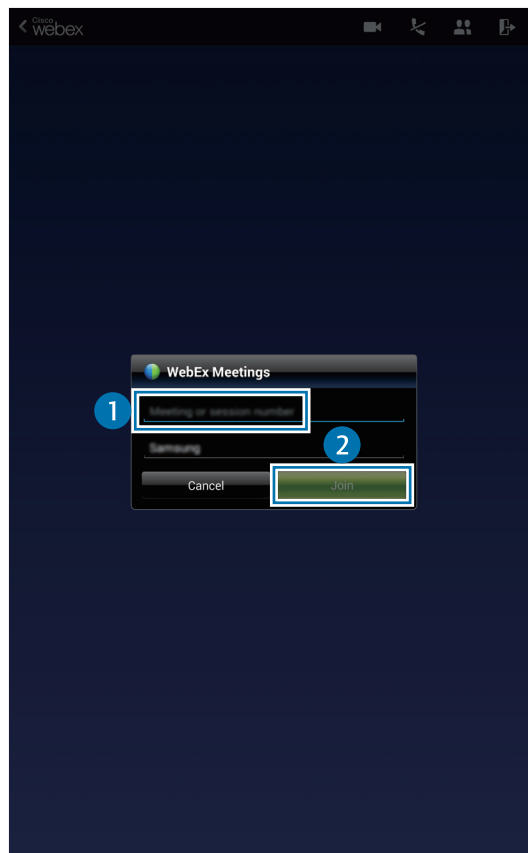 Cisco
webex
WebEx Meetings
1
Meeting or session number
Samsung
2
Cancel
Join